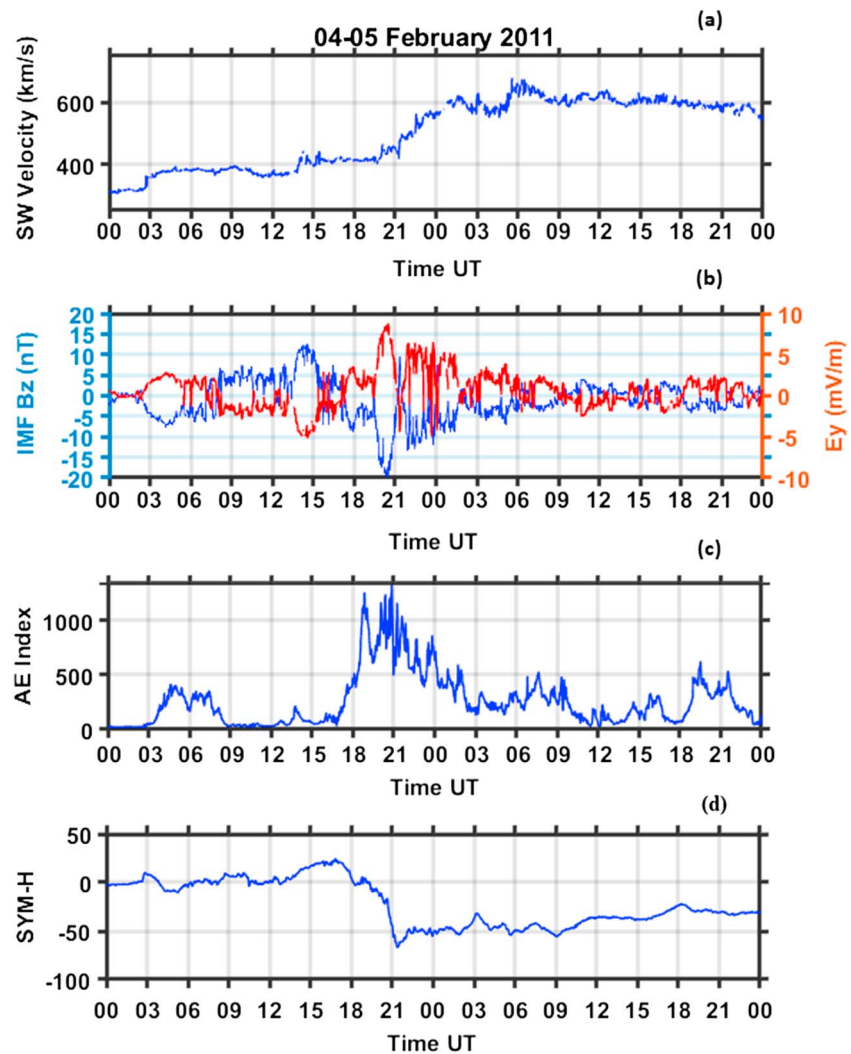 (a)
04-05 February 2011
SW Velocity (km/s)
600
400
00 03 06 09 12 15 18 21 00 03 06 09 12 15 18 21 00
Time UT
(b)
IMF Bz (nT)
20
15
10
5
0
-5
-10
-15
-20
10
5
0
-5
-10
Ey (mV/m)
00 03 06 09 12 15 18 21 00 03 06 09 12 15 18 21 00
Time UT
(c)
AE Index
1000
500
0
00 03 06 09 12 15 18 21 00 03 06 09 12 15 18 21 00
Time UT
(d)
SYM-H
50
0
-50
-100
00 03 06 09 12 15 18 21 00 03 06 09 12 15 18 21 00
Time UT